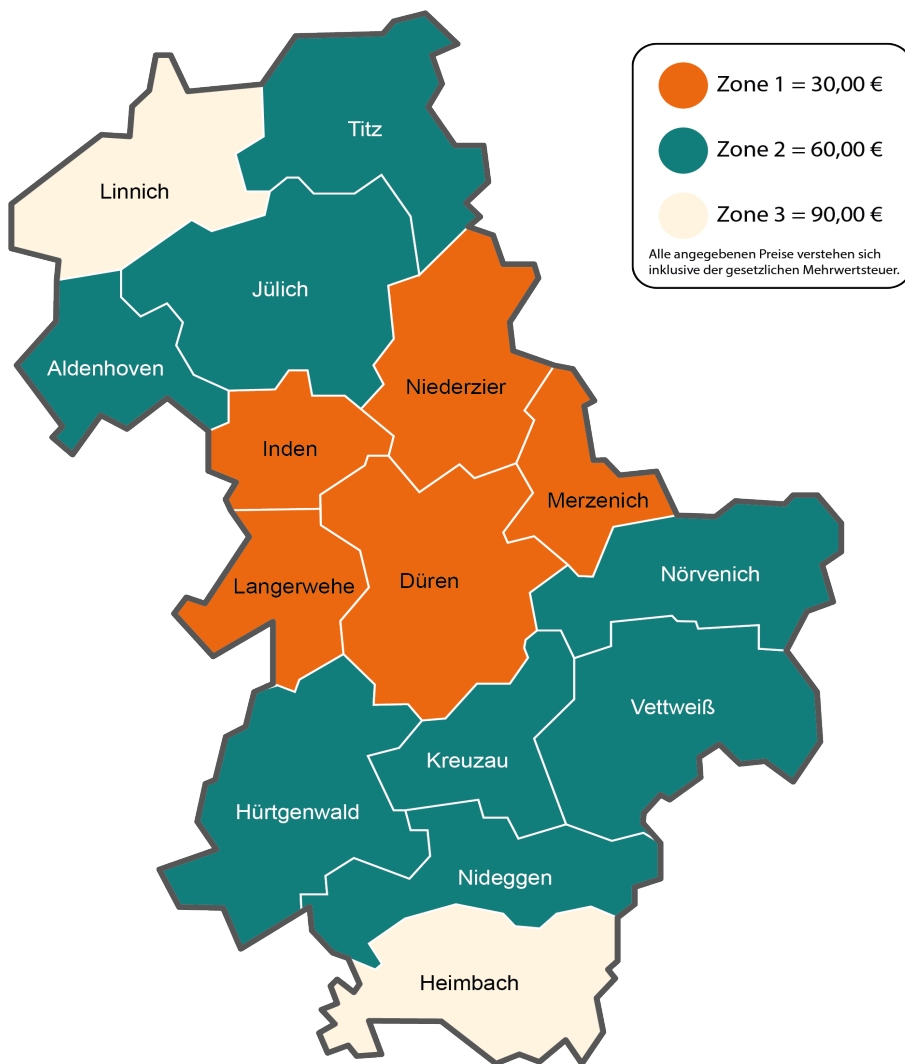 Zone 1 = 30,00 €
Zone 2 = 60,00 €
Zone 3 = 90,00 €
Alle angegebenen Preise verstehen sich
inklusive der gesetzlichen Mehrwertsteuer.
Titz
Linnich
Jülich
Aldenhoven
Niederzier
Inden
Merzenich
Nörvenich
Düren
Langerwehe
Vettweiß
Kreuzau
Hürtgenwald
Nideggen
Heimbach